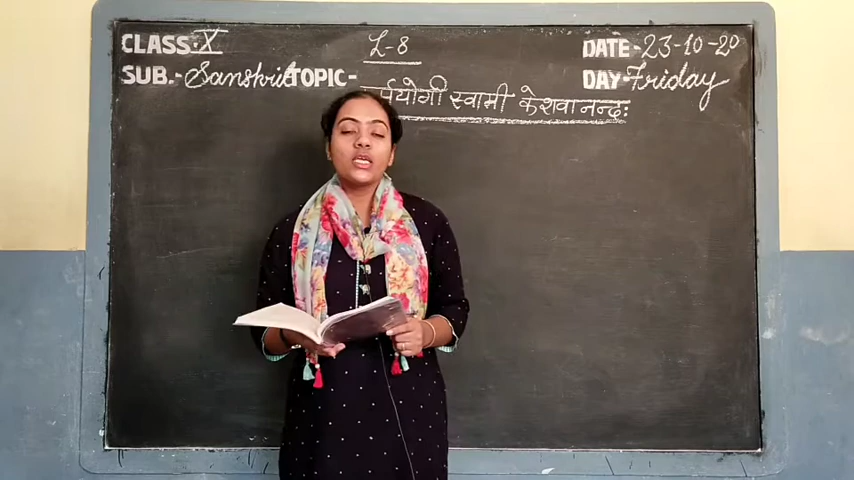 CLASS:- X L-8 DATE:- 23-10-20
SUB.- Sanskrit TOPIC- स्वामी केशवानन्दः DAY- Friday